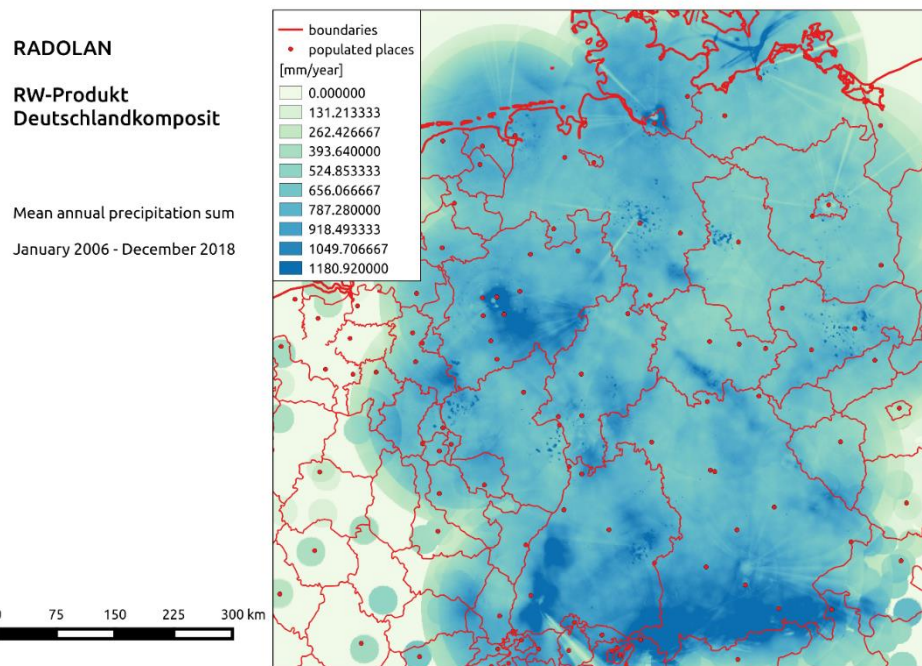 RADOLAN
RW-Produkt
Deutschlandkomposit
Mean annual precipitation sum
January 2006 - December 2018
boundaries
populated places
[mm/year]
0.000000
131.213333
262.426667
393.640000
524.853333
656.066667
787.280000
918.493333
1049.706667
1180.920000
0 75 150 225 300 km